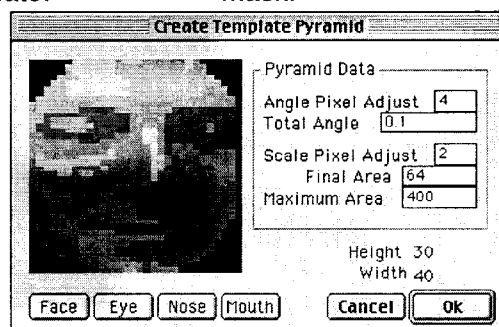 Create Template Pyramid
Pyramid Data
Angle Pixel Adjust 4
Total Angle 0.1
Scale Pixel Adjust 2
Final Area 64
Maximum Area 400
Height 30
Width 40
Face Eye Nose Mouth Cancel OK